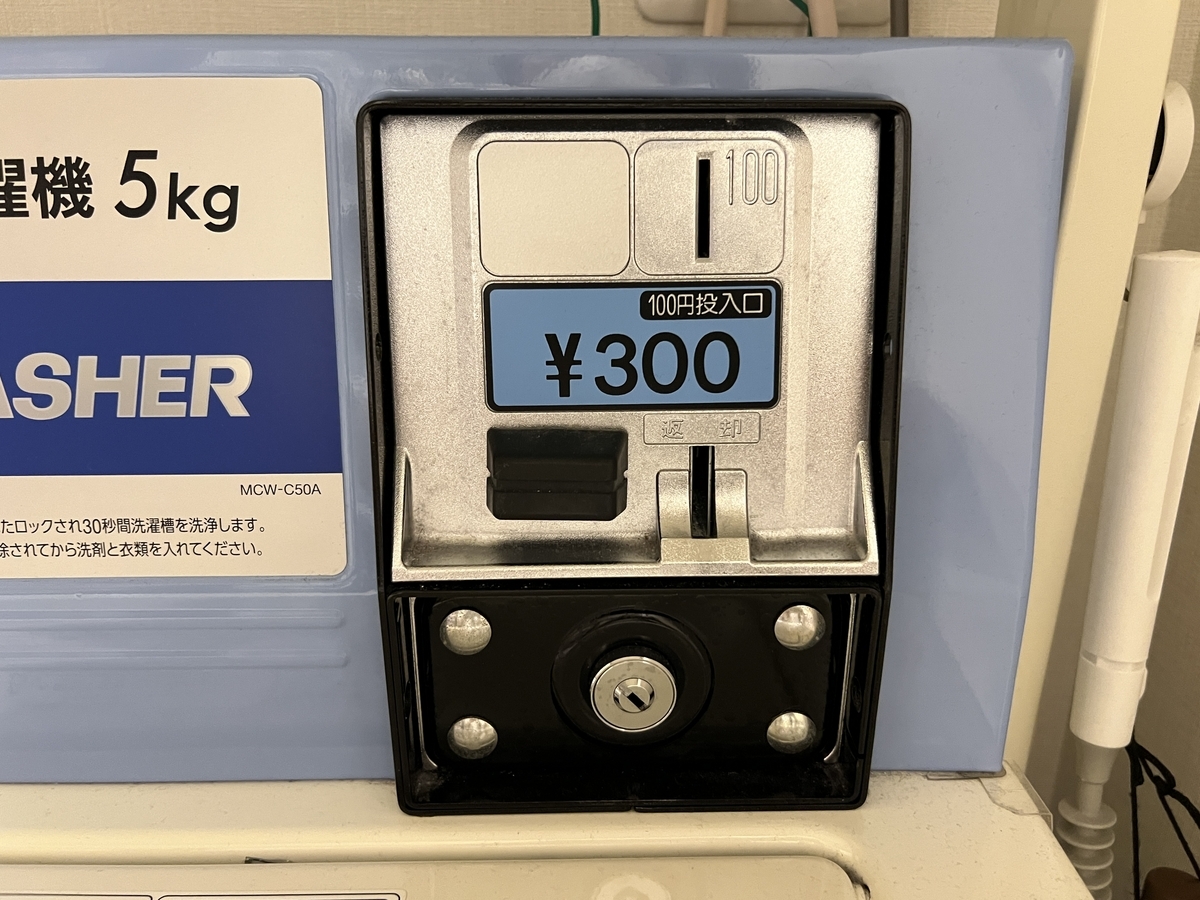 濯機 5kg
ASHER
MCW-C50A
たロックされ30秒間洗濯槽を洗浄します。
除されてから洗剤と衣類を入れてください。
100
100円投入口
¥300
返却